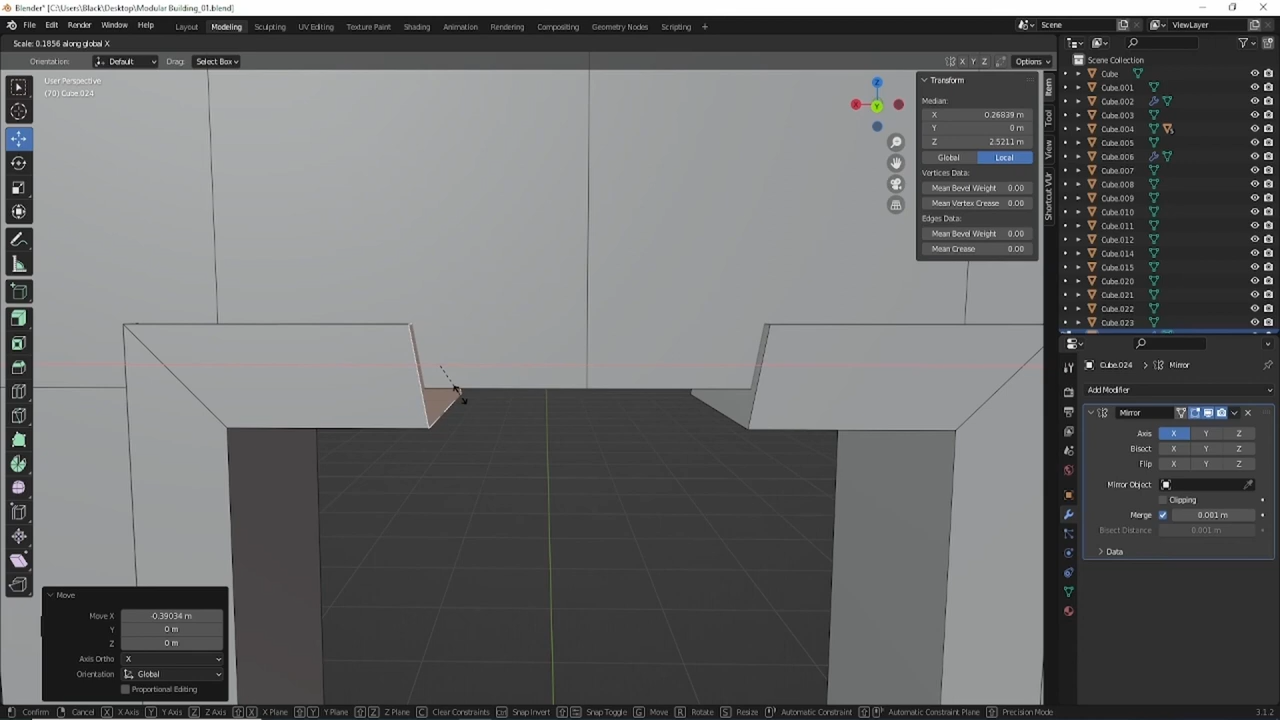 Blender* [C:\Users\Black\Desktop\Modular Building_01.blend]
File Edit Render Window Help Layout Modeling Sculpting UV Editing Texture Paint Shading Animation Rendering Compositing Geometry Nodes Scripting + Scene ViewLayer
Scale: 0.1856 along global X
Orientation: Default Drag: Select Box X Y Z Options
User Perspective
(70) Cube.024
Z
X
Y
Transform
Median:
X 0.26839 m
Y 0 m
Z 2.5211 m
Global Local
Vertices Data:
Mean Bevel Weight 0.00
Mean Vertex Crease 0.00
Edges Data:
Mean Bevel Weight 0.00
Mean Crease 0.00
Item
Tool
View
Shortcut VUr
Scene Collection
Cube
Cube.001
Cube.002
Cube.003
Cube.004
Cube.005
Cube.006
Cube.007
Cube.008
Cube.009
Cube.010
Cube.011
Cube.012
Cube.014
Cube.015
Cube.020
Cube.021
Cube.022
Cube.023
Cube.024 Mirror
Add Modifier
Mirror
Axis X Y Z
Bisect X Y Z
Flip X Y Z
Mirror Object
Clipping
Merge 0.001 m
Bisect Distance 0.001 m
Data
Move
Move X -0.39034 m
Y 0 m
Z 0 m
Axis Ortho X
Orientation Global
Proportional Editing
Confirm Cancel X X Axis Y Y Axis Z Z Axis X X Plane Y Y Plane Z Z Plane C Clear Constraints Snap Invert Snap Toggle G Move R Rotate S Resize Automatic Constraint Automatic Constraint Plane Precision Mode 3.1.2